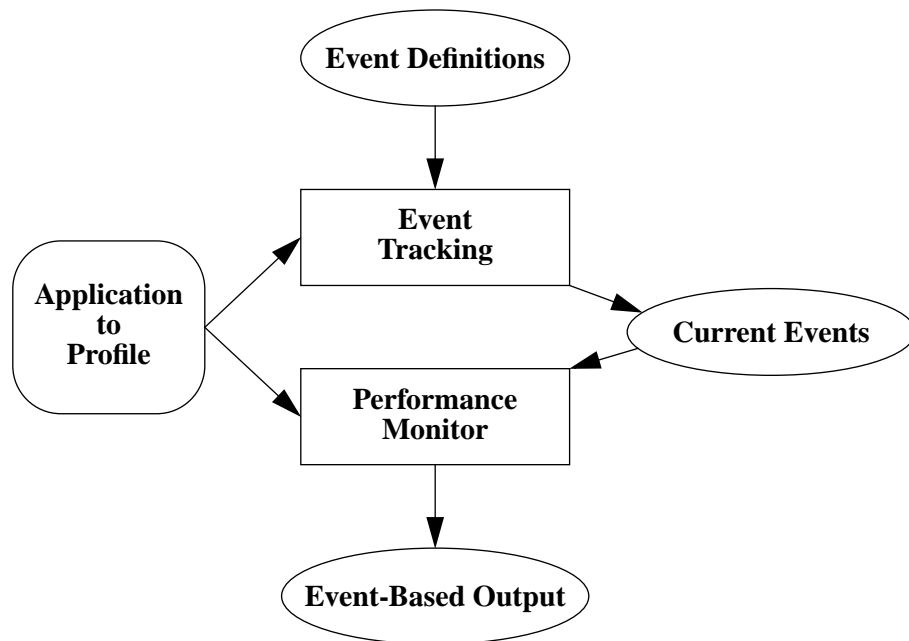 Event Definitions
Event
Tracking
Application
to
Profile
Current Events
Performance
Monitor
Event-Based Output